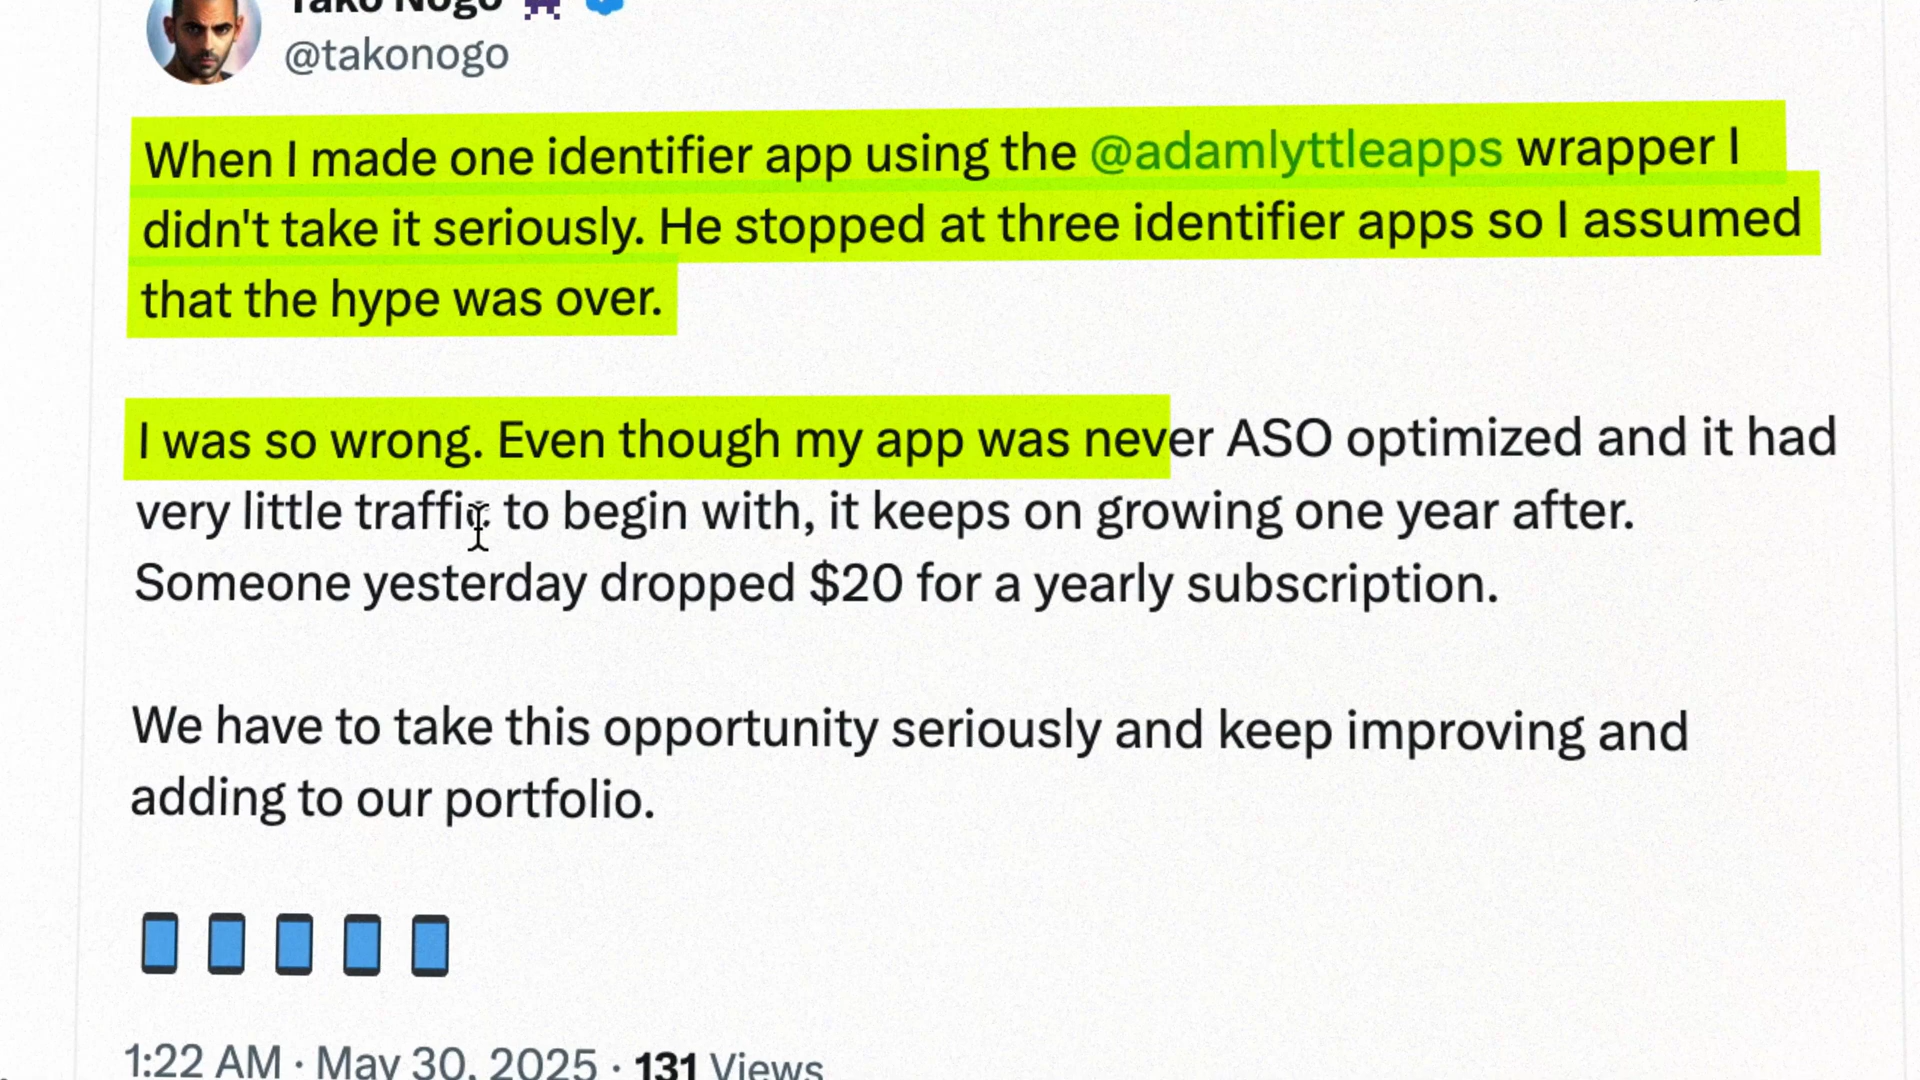 Tako Nogo
@takonogo
When I made one identifier app using the @adamlyttleapps wrapper I
didn't take it seriously. He stopped at three identifier apps so I assumed
that the hype was over.
I was so wrong. Even though my app was never ASO optimized and it had
very little traffic to begin with, it keeps on growing one year after.
Someone yesterday dropped $20 for a yearly subscription.
We have to take this opportunity seriously and keep improving and
adding to our portfolio.
1:22 AM · May 30, 2025 · 131 Views